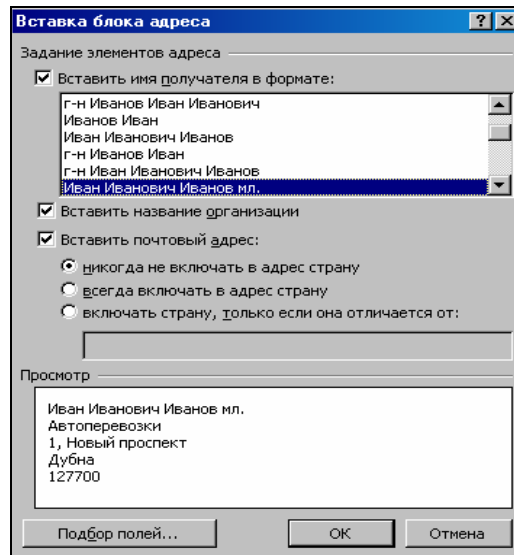 Вставка блока адреса
Задание элементов адреса
Вставить имя получателя в формате:
г-н Иванов Иван Иванович
Иванов Иван
Иван Иванович Иванов
г-н Иванов Иван
г-н Иван Иванович Иванов
Иван Иванович Иванов мл.
Вставить название организации
Вставить почтовый адрес:
никогда не включать в адрес страну
всегда включать в адрес страну
включать страну, только если она отличается от:
Просмотр
Иван Иванович Иванов мл.
Автоперевозки
1, Новый проспект
Дубна
127700
Подбор полей... ОК Отмена